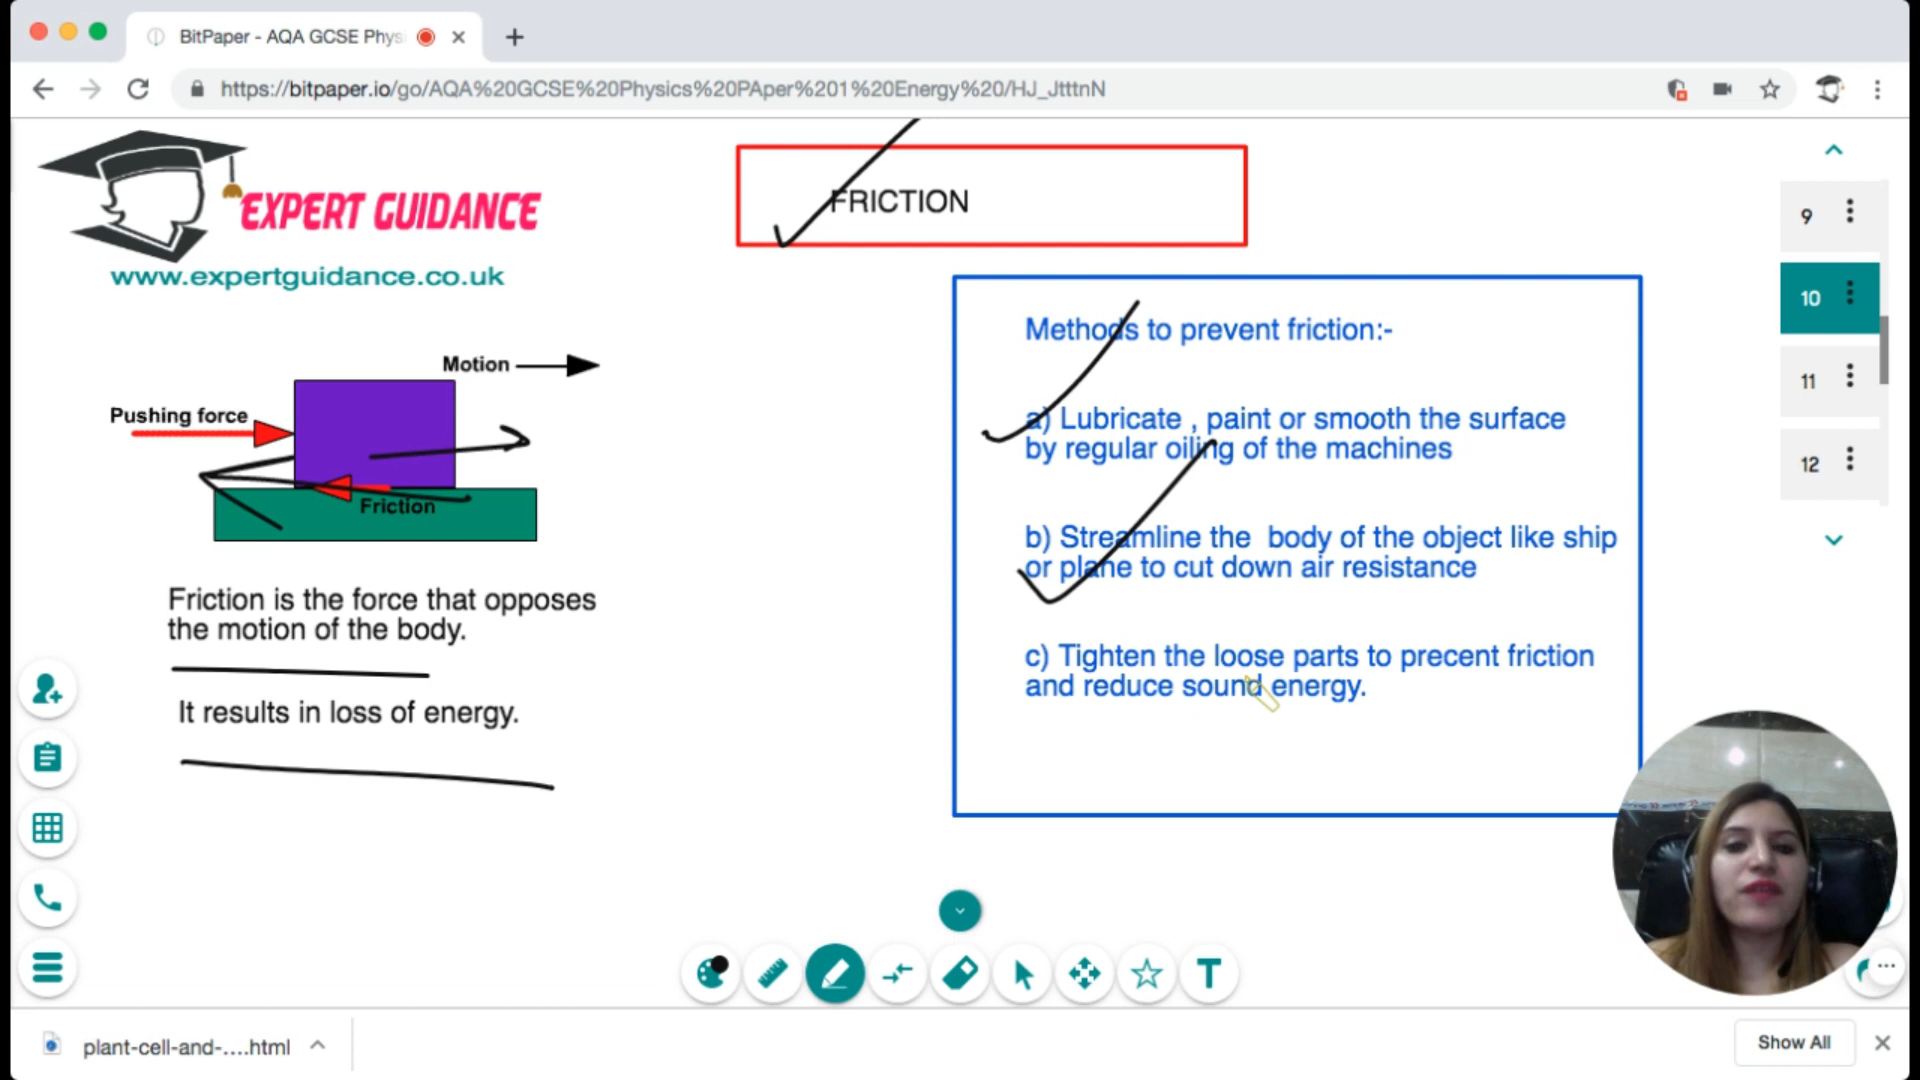 BitPaper - AQA GCSE Phys
https://bitpaper.io/go/AQA%20GCSE%20Physics%20PAper%201%20Energy%20/HJ_JtttnN
EXPERT GUIDANCE
www.expertguidance.co.uk
FRICTION
Motion
Pushing force
Friction
Friction is the force that opposes
the motion of the body.
It results in loss of energy.
Methods to prevent friction:-
a) Lubricate , paint or smooth the surface
by regular oiling of the machines
b) Streamline the body of the object like ship
or plane to cut down air resistance
c) Tighten the loose parts to precent friction
and reduce sound energy.
9
10
11
12
T
plant-cell-and-....html
Show All